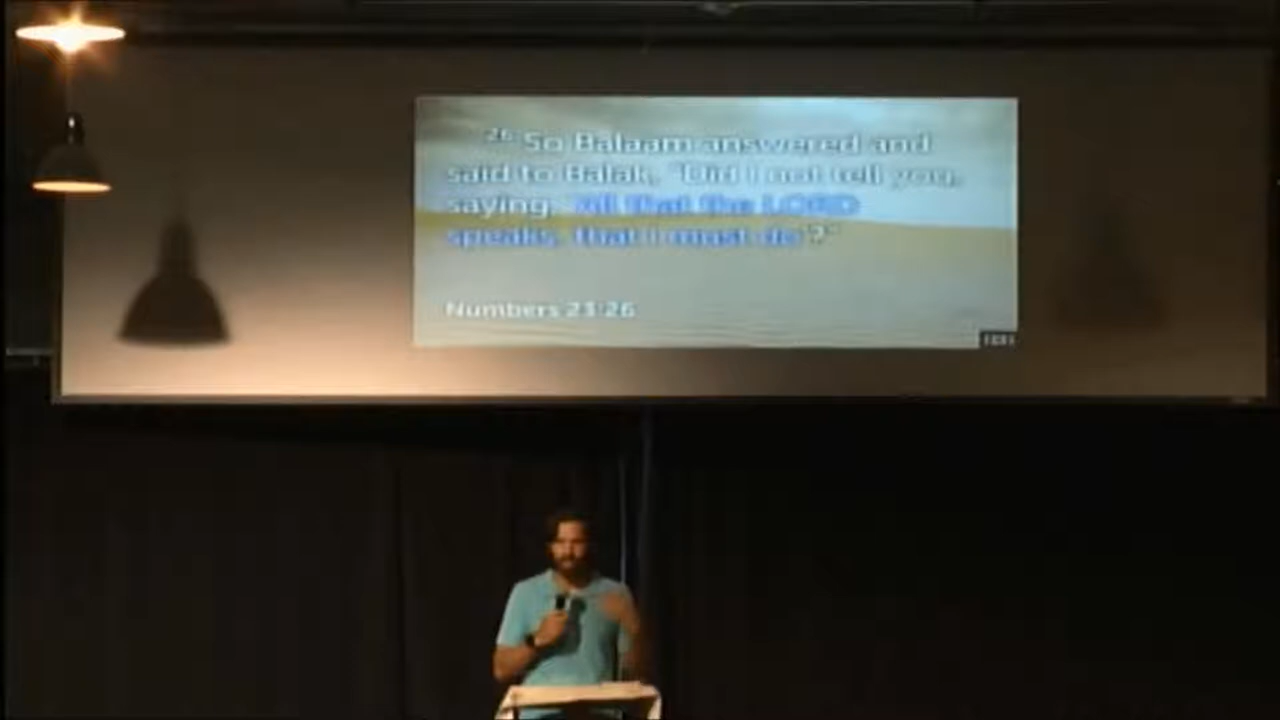 26 So Balaam answered and
said to Balak, "Did I not tell you,
saying, 'All that the LORD
speaks, that I must do'?"
Numbers 23:26